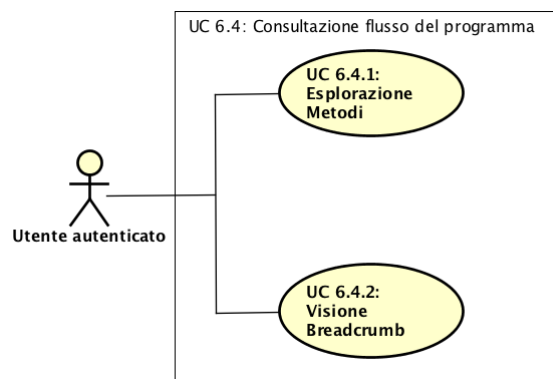 UC 6.4: Consultazione flusso del programma
UC 6.4.1:
Esplorazione
Metodi
Utente autenticato
UC 6.4.2:
Visione
Breadcrumb